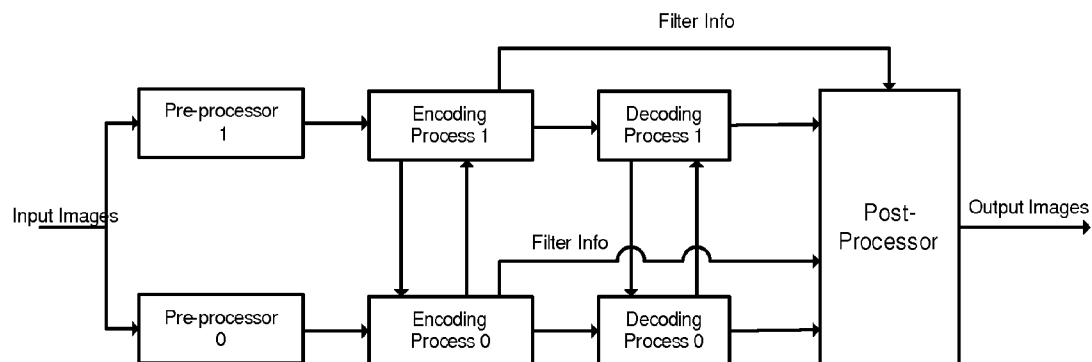 Filter Info
Pre-processor
1
Encoding
Process 1
Decoding
Process 1
Input Images
Post-
Processor
Output Images
Filter Info
Pre-processor
0
Encoding
Process 0
Decoding
Process 0